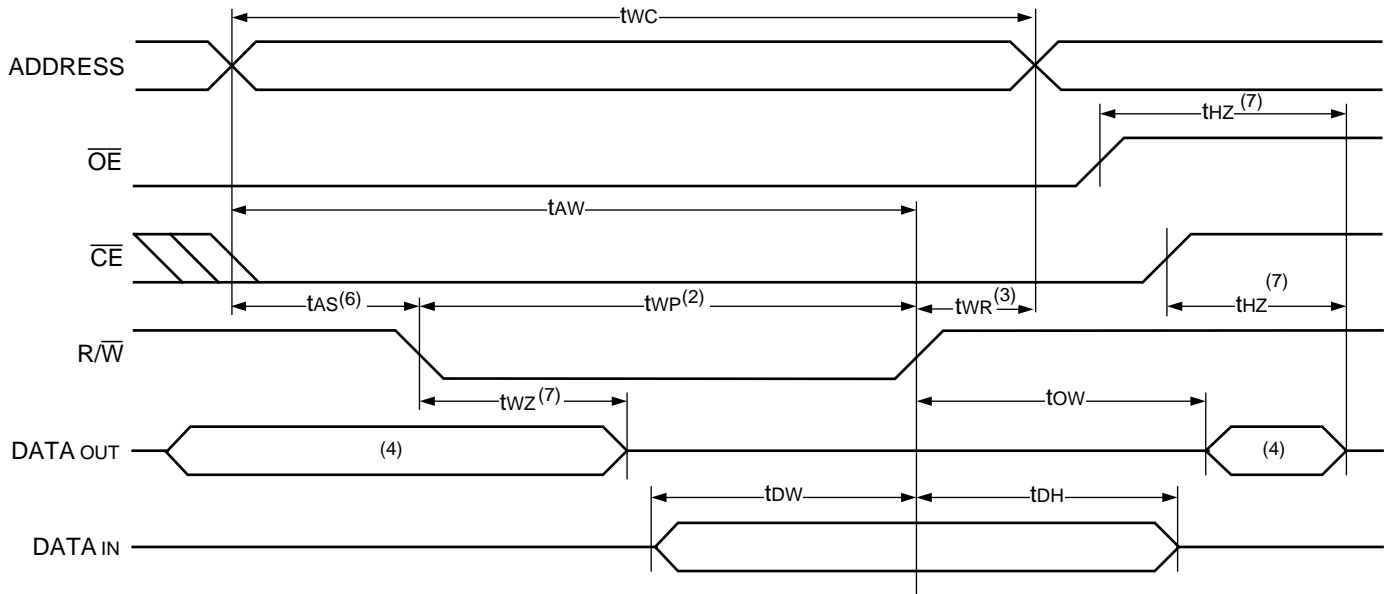 tWC
ADDRESS
tHZ(7)
OE
tAW
CE
tAS(6) tWP(2) tWR(3) tHZ(7)
R/W
tWZ(7) tOW
DATA OUT (4) (4)
tDW tDH
DATA IN